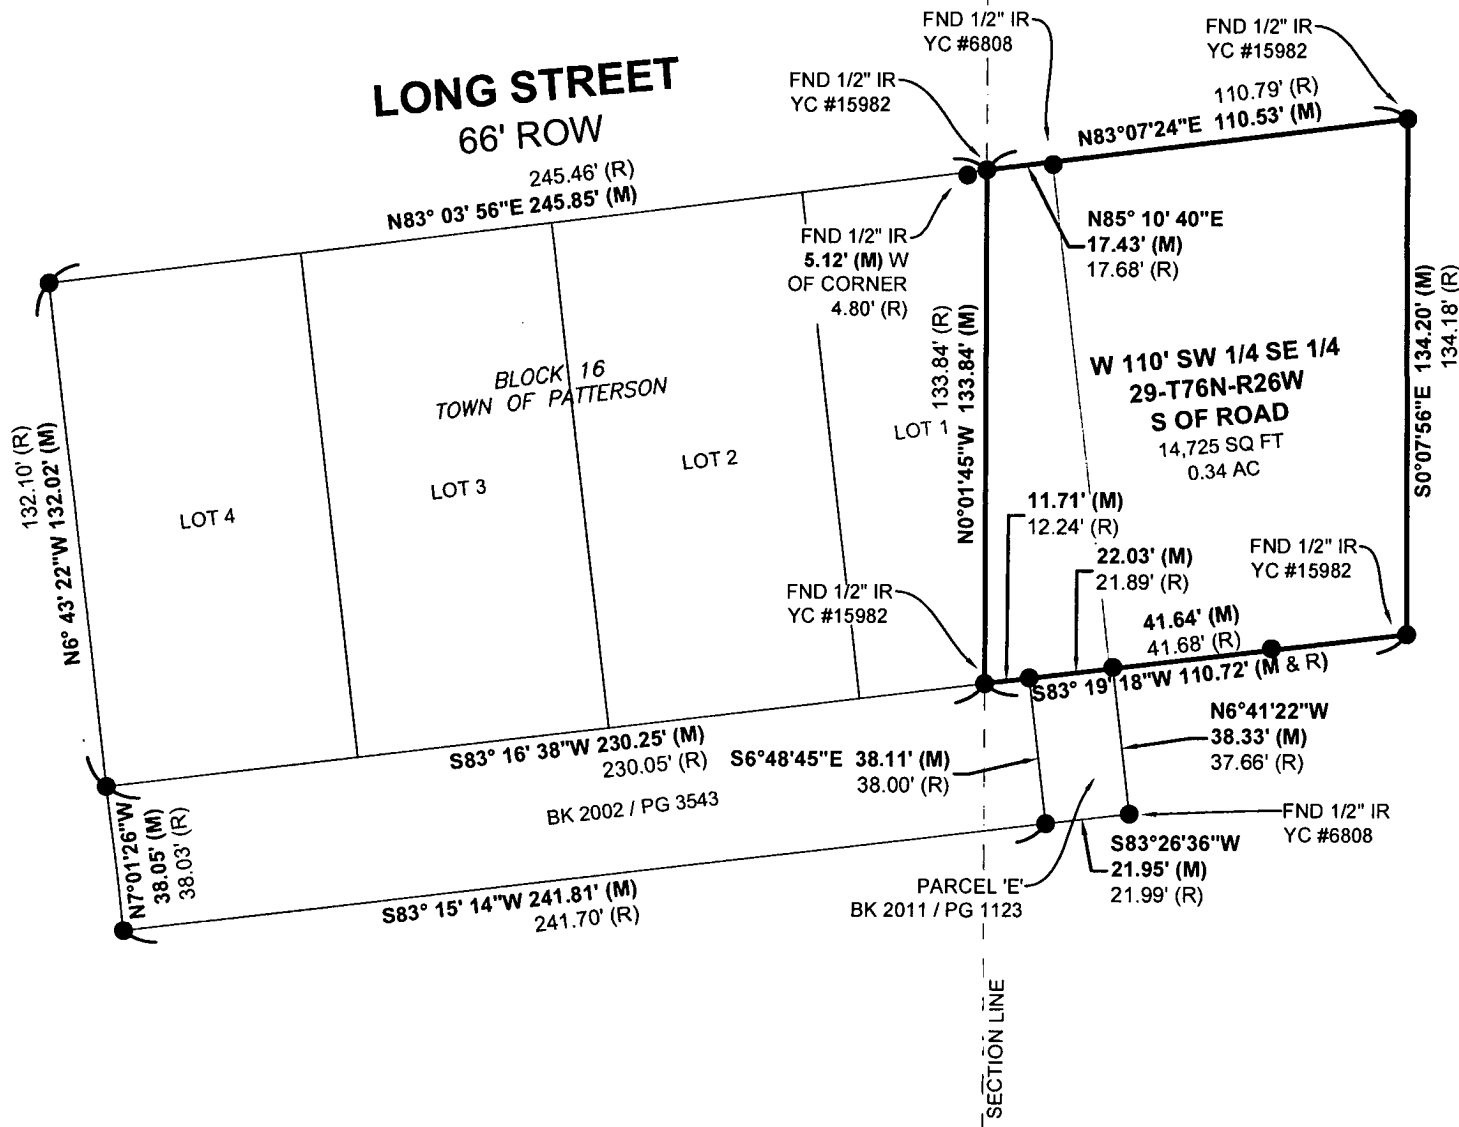 FND 1/2" IR
YC #6808
FND 1/2" IR
YC #15982
LONG STREET
66' ROW
FND 1/2" IR
YC #15982
110.79' (R)
N83°07'24"E 110.53' (M)
245.46' (R)
N83° 03' 56"E 245.85' (M)
FND 1/2" IR
5.12' (M) W
OF CORNER
4.80' (R)
N85° 10' 40"E
17.43' (M)
17.68' (R)
133.84' (R)
N0°01'45"W 133.84' (M)
S0°07'56"E 134.20' (M)
134.18' (R)
W 110' SW 1/4 SE 1/4
29-T76N-R26W
S OF ROAD
14,725 SQ FT
0.34 AC
BLOCK 16
TOWN OF PATTERSON
LOT 1
LOT 2
LOT 3
LOT 4
132.10' (R)
N6° 43' 22"W 132.02' (M)
11.71' (M)
12.24' (R)
22.03' (M)
21.89' (R)
FND 1/2" IR
YC #15982
FND 1/2" IR
YC #15982
41.64' (M)
41.68' (R)
S83° 19' 18"W 110.72' (M & R)
S83° 16' 38"W 230.25' (M)
230.05' (R)
S6°48'45"E 38.11' (M)
38.00' (R)
N6°41'22"W
38.33' (M)
37.66' (R)
BK 2002 / PG 3543
N7°01'26"W
38.05' (M)
38.03' (R)
FND 1/2" IR
YC #6808
S83°26'36"W
21.95' (M)
21.99' (R)
PARCEL 'E'
BK 2011 / PG 1123
S83° 15' 14"W 241.81' (M)
241.70' (R)
SECTION LINE